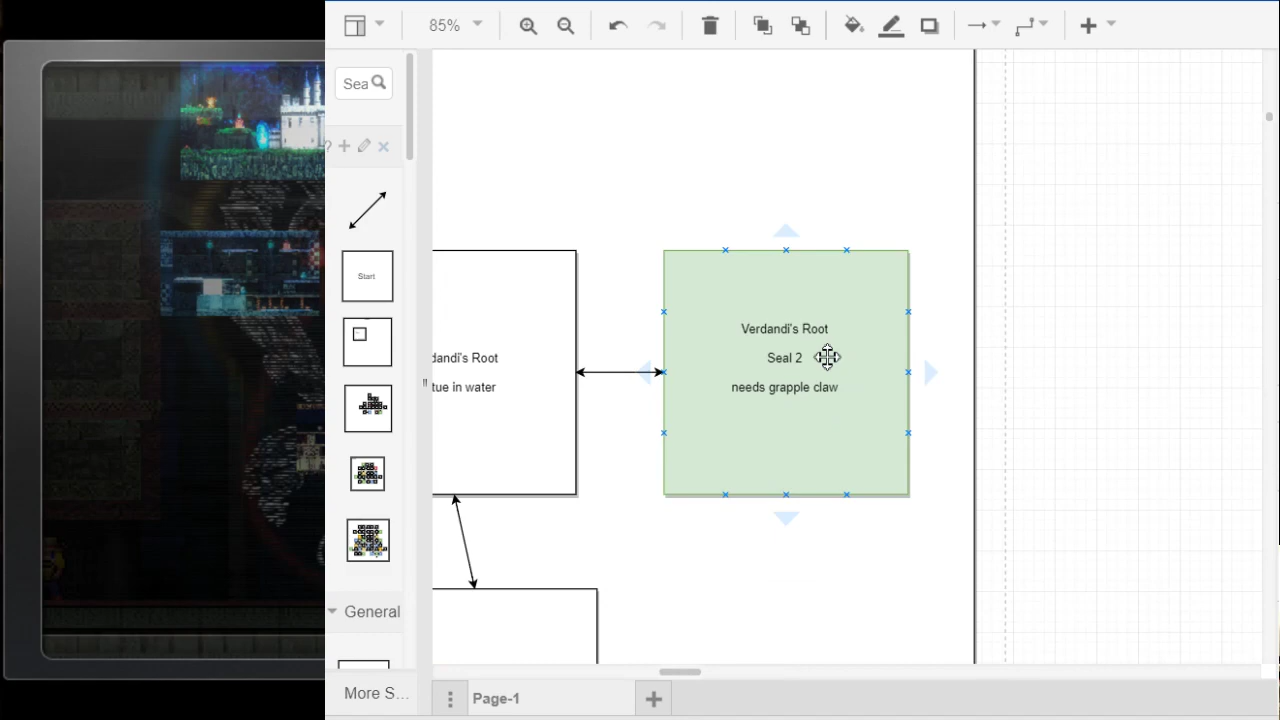 85%
Sea
?
Start
General
More S...
dandi's Root
tue in water
Verdandi's Root
Seal 2
needs grapple claw
Page-1